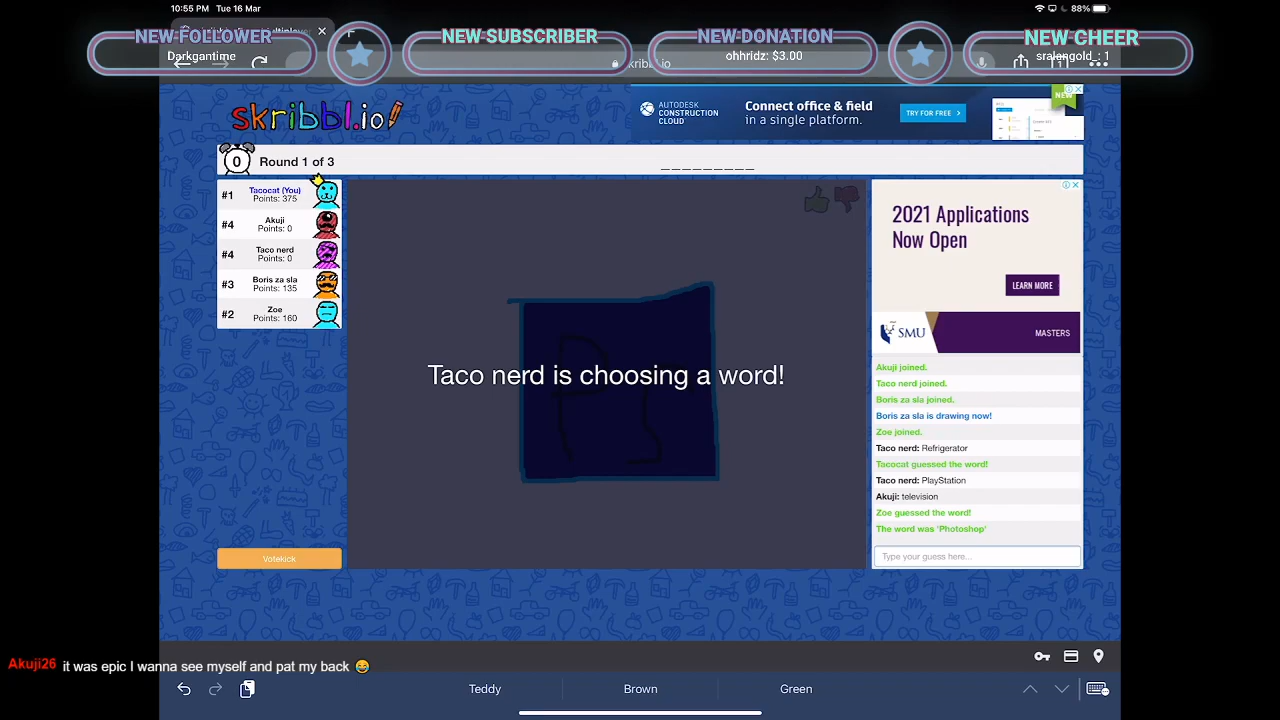 10:55 PM Tue 16 Mar
88%
NEW FOLLOWER
Darkgantime
NEW SUBSCRIBER
NEW DONATION
ohhridz: $3.00
NEW CHEER
skribbl.io
AUTODESK
CONSTRUCTION
CLOUD
Connect office & field
in a single platform.
TRY FOR FREE >
NEW
0
Round 1 of 3
_ _ _ _ _ _ _ _ _
#1 Tacocat (You)
Points: 375
#4 Akuji
Points: 0
#4 Taco nerd
Points: 0
#3 Boris za sla
Points: 135
#2 Zoe
Points: 160
Votekick
Ps
Taco nerd is choosing a word!
2021 Applications
Now Open
LEARN MORE
SMU
MASTERS
Akuji joined.
Taco nerd joined.
Boris za sla joined.
Boris za sla is drawing now!
Zoe joined.
Taco nerd: Refrigerator
Tacocat guessed the word!
Taco nerd: PlayStation
Akuji: television
Zoe guessed the word!
The word was 'Photoshop'
Type your guess here...
Akuji26 it was epic I wanna see myself and pat my back 😂
Teddy
Brown
Green